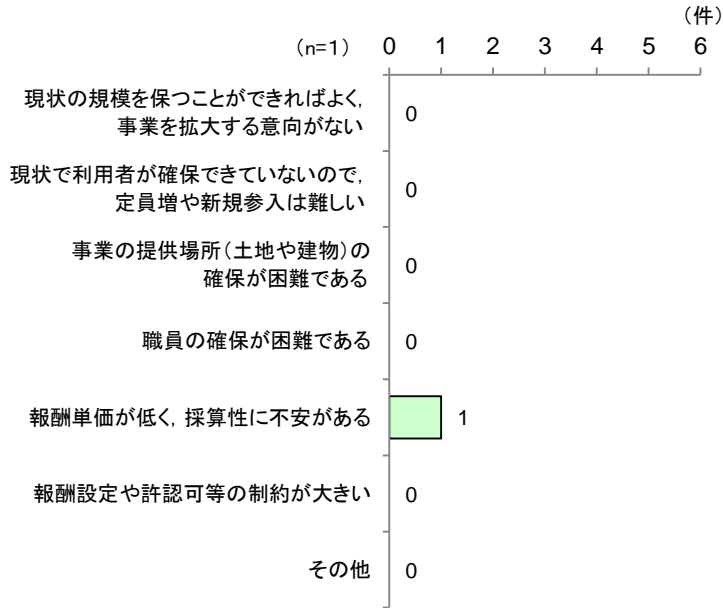 (件)
(n=1) 0 1 2 3 4 5 6
現状の規模を保つことができればよく,
事業を拡大する意向がない
0
現状で利用者が確保できていないので,
定員増や新規参入は難しい
0
事業の提供場所(土地や建物)の
確保が困難である
0
職員の確保が困難である 0
報酬単価が低く, 採算性に不安がある 1
報酬設定や許認可等の制約が大きい 0
その他 0